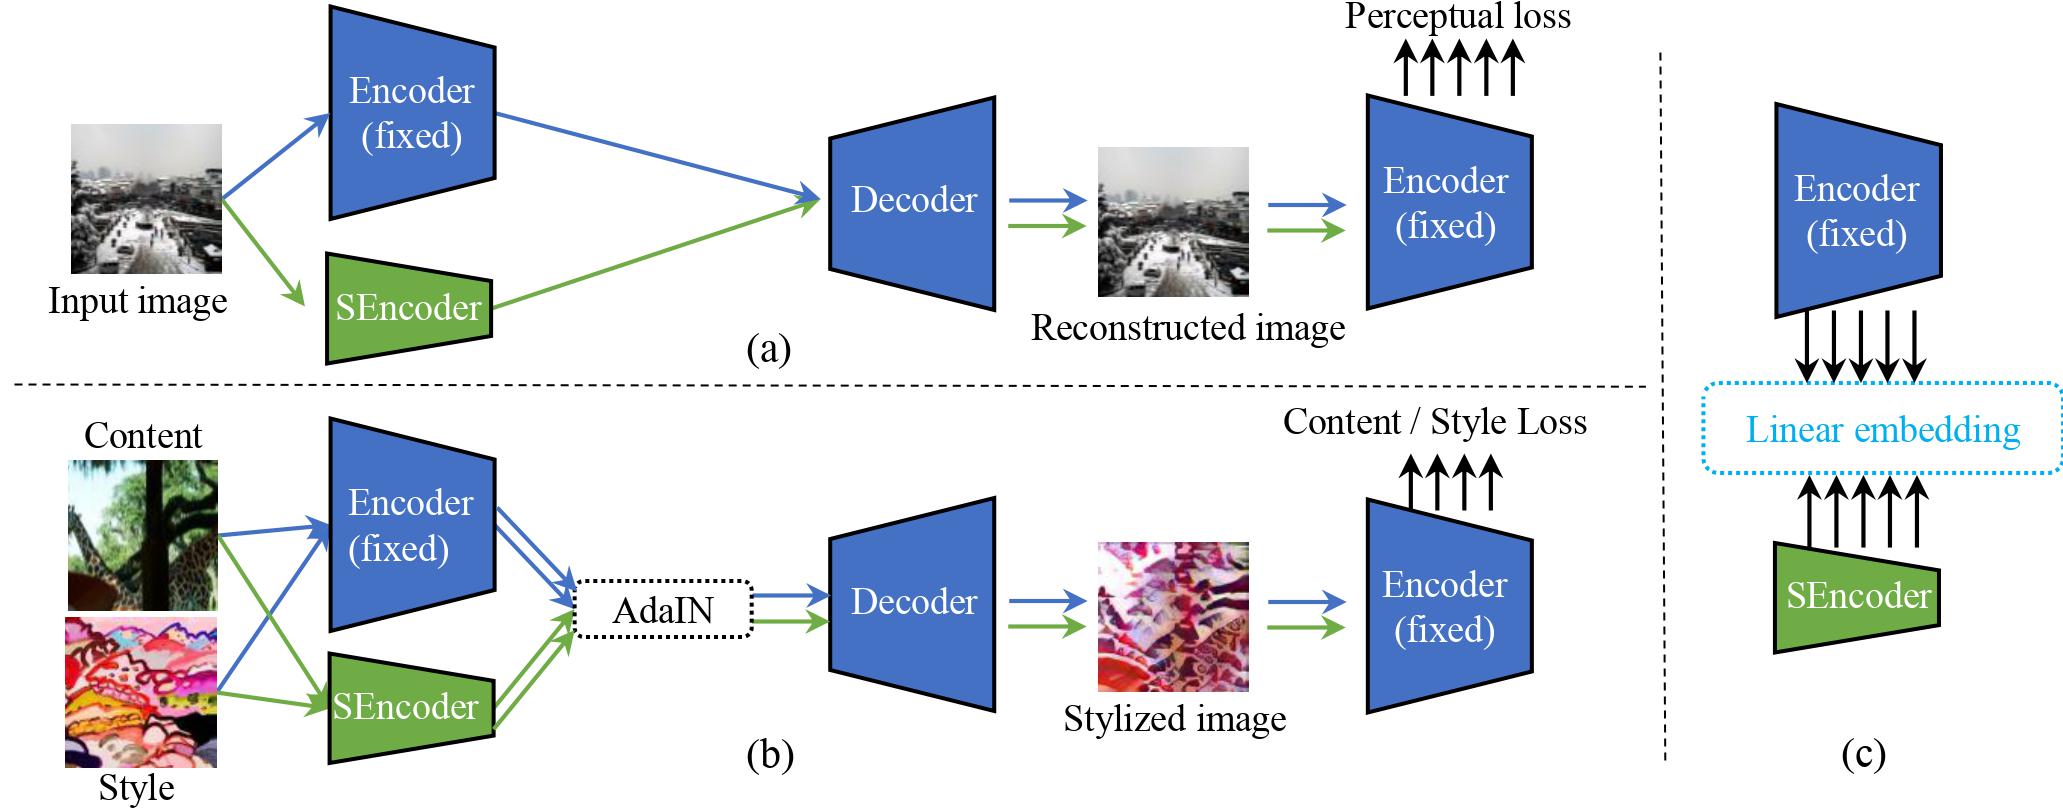 Perceptual loss
Encoder
(fixed)
Input image
SEncoder
Decoder
Reconstructed image
Encoder
(fixed)
(a)
Content
Style
Encoder
(fixed)
SEncoder
AdaIN
Decoder
Stylized image
Content / Style Loss
Encoder
(fixed)
(b)
Encoder
(fixed)
Linear embedding
SEncoder
(c)